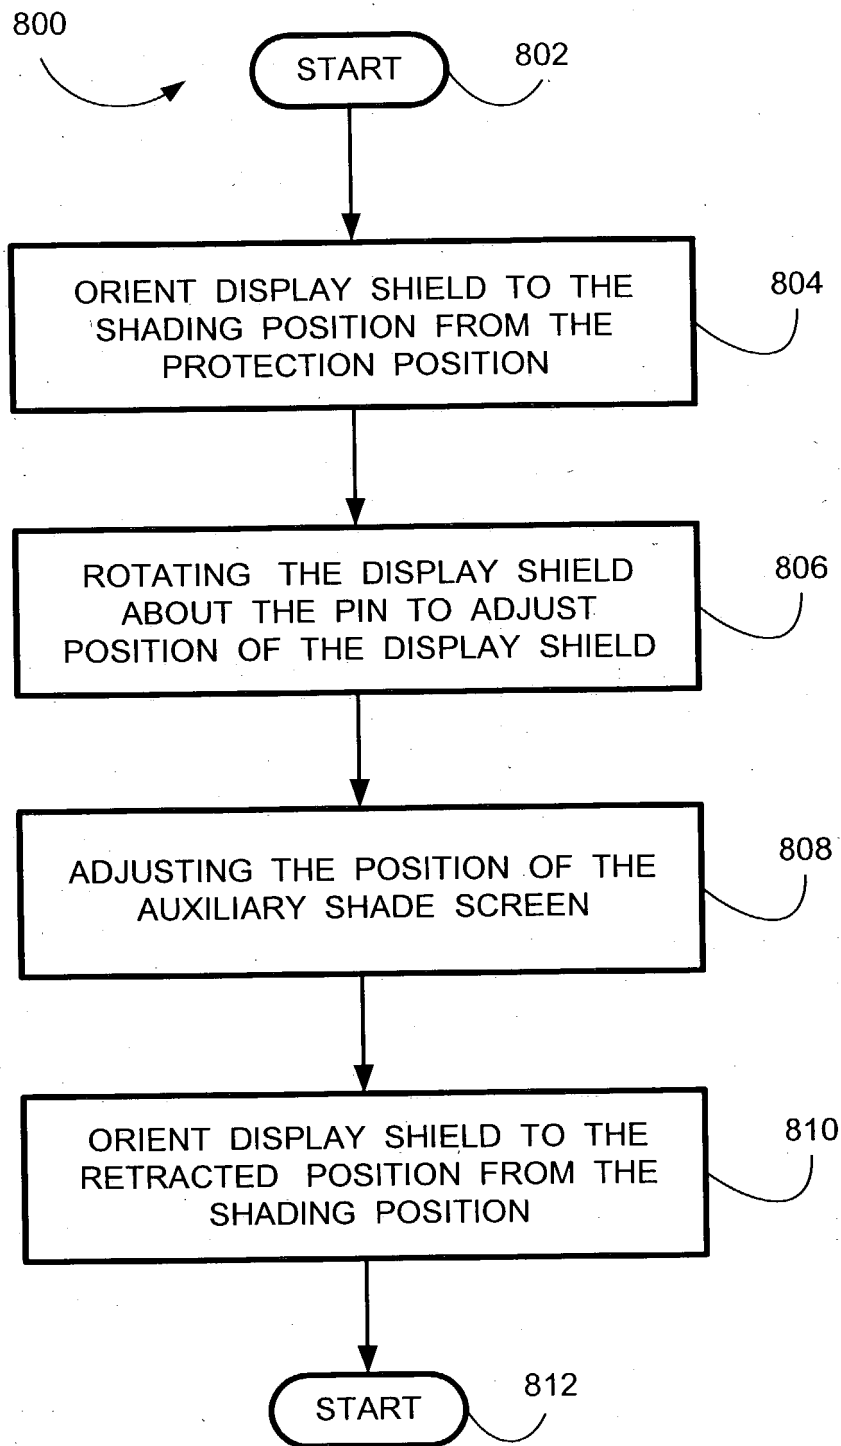 800
START
802
ORIENT DISPLAY SHIELD TO THE
SHADING POSITION FROM THE
PROTECTION POSITION
804
ROTATING THE DISPLAY SHIELD
ABOUT THE PIN TO ADJUST
POSITION OF THE DISPLAY SHIELD
806
ADJUSTING THE POSITION OF THE
AUXILIARY SHADE SCREEN
808
ORIENT DISPLAY SHIELD TO THE
RETRACTED POSITION FROM THE
SHADING POSITION
810
START
812